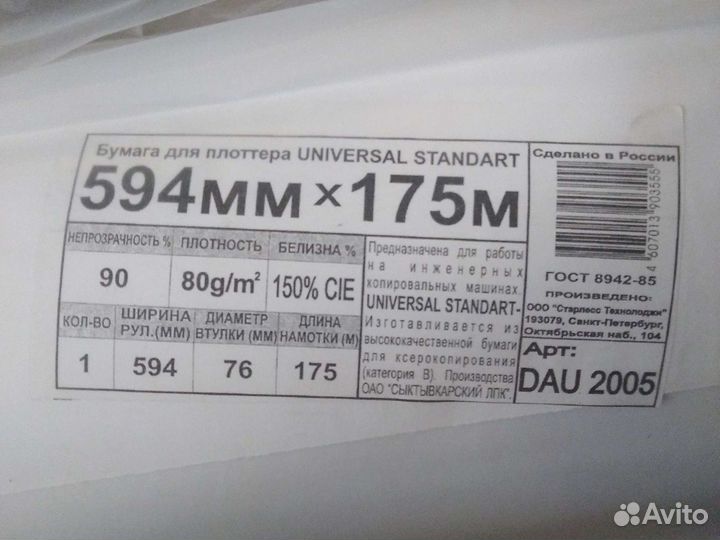 Бумага для плоттера UNIVERSAL STANDART
594мм×175м
НЕПРОЗРАЧНОСТЬ % ПЛОТНОСТЬ БЕЛИЗНА %
90 80g/m² 150% CIE
КОЛ-ВО ШИРИНА РУЛ.(ММ) ДИАМЕТР ВТУЛКИ (ММ) ДЛИНА НАМОТКИ (М)
1 594 76 175
Предназначена для работы
на инженерных
копировальных машинах.
UNIVERSAL STANDART-
Изготавливается из
высококачественной бумаги
для ксерокопирования
(категория В). Производства
ОАО "СЫКТЫВКАРСКИЙ ЛПК".
Сделано в России
4 607013 903555
ГОСТ 8942-85
ПРОИЗВЕДЕНО:
ООО "Старлесс Технолоджи"
193079, Санкт-Петербург,
Октябрьская наб., 104
Арт:
DAU 2005
Avito